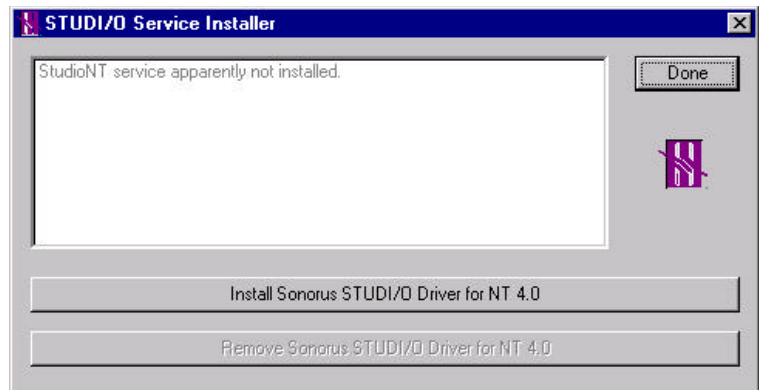 STUDI/O Service Installer
StudioNT service apparently not installed.
Done
Install Sonorus STUDI/O Driver for NT 4.0
Remove Sonorus STUDI/O Driver for NT 4.0